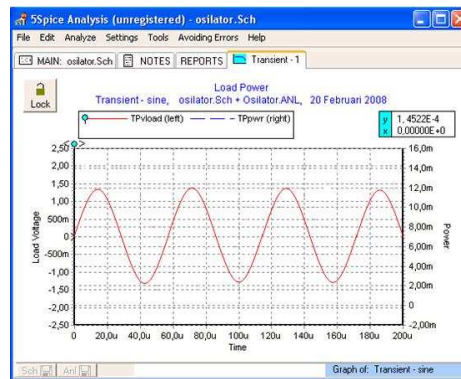 5Spice Analysis (unregistered) - osilator.Sch
File Edit Analyze Settings Tools Avoiding Errors Help
MAIN: osilator.Sch NOTES REPORTS Transient - 1
Lock
Load Power
Transient - sine, osilator.Sch + Osilator.ANL, 20 Februari 2008
TPvload (left) TPpwr (right)
y 1,4522E-4
x 0,00000E+0
< >
2,50 16,0m
2,00 14,0m
1,50 12,0m
1,00 10,0m
500m 8,00m
0
-500m 6,00m
-1,00 4,00m
-1,50 2,00m
-2,00 0
-2,50 -2,00m
Load Voltage
Power
0 20,0u 40,0u 60,0u 80,0u 100u 120u 140u 160u 180u 200u
Time
Sch Anl Graph of: Transient - sine